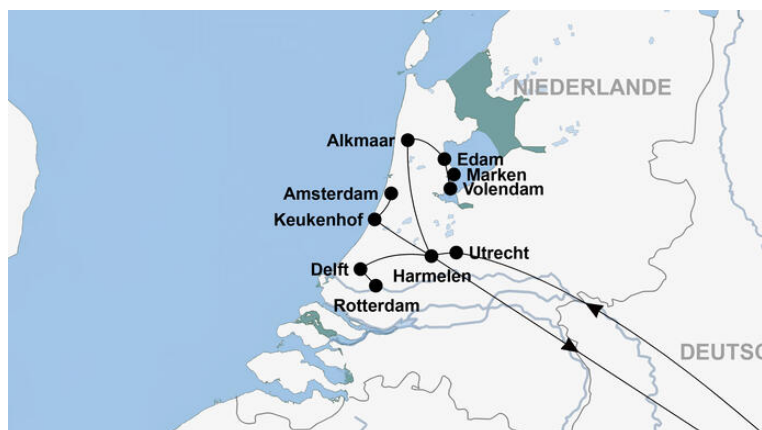 NIEDERLANDE
Alkmaar
Edam
Marken
Amsterdam
Volendam
Keukenhof
Utrecht
Delft
Harmelen
Rotterdam
DEUTSC